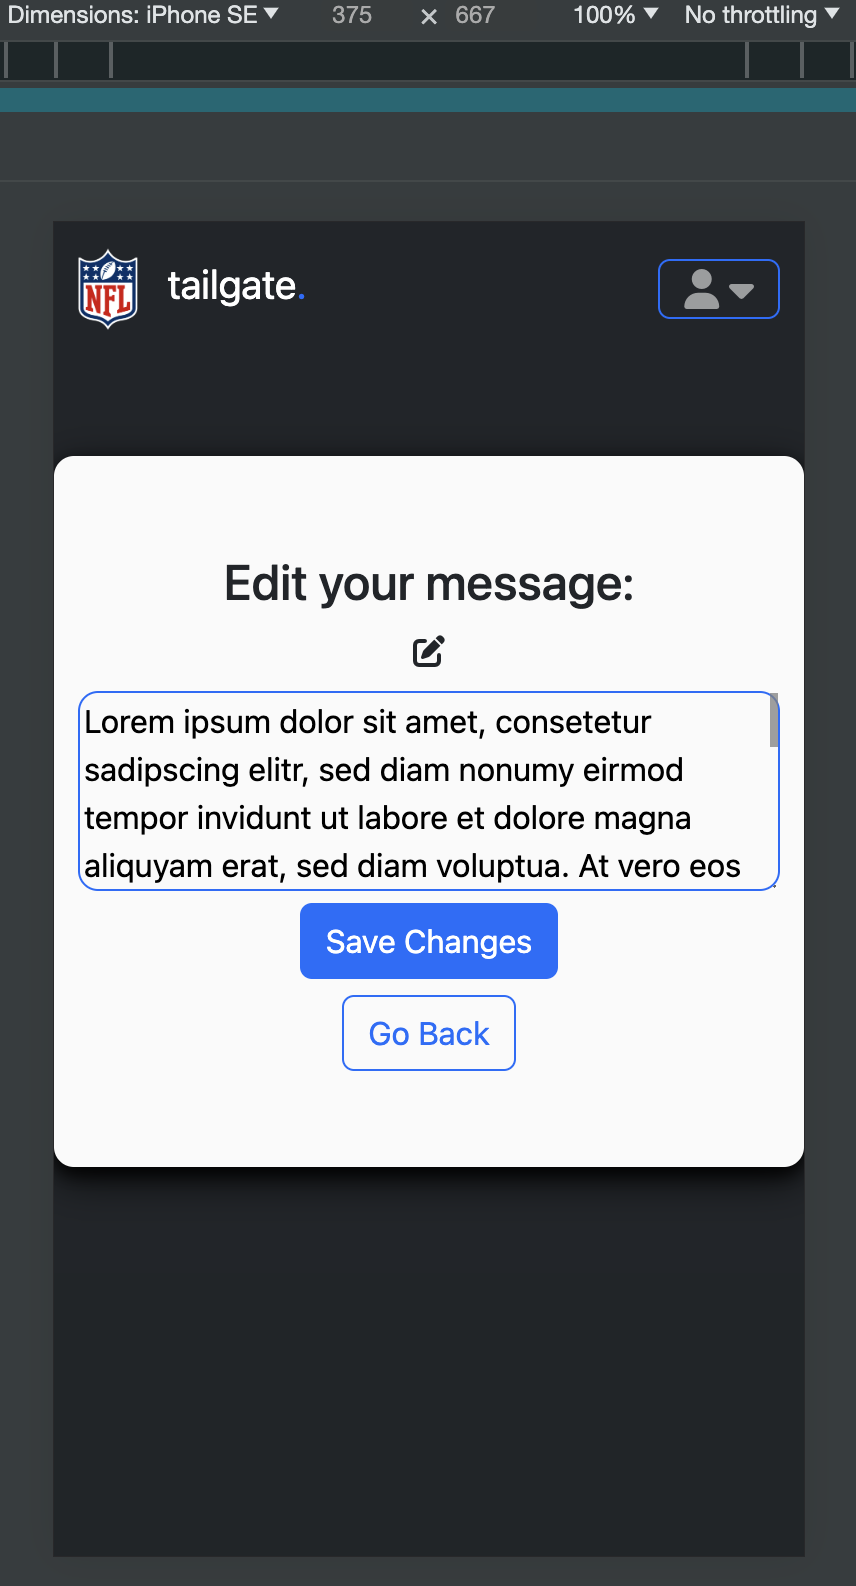 Dimensions: iPhone SE 375 × 667 100% No throttling
NFL tailgate.
Edit your message:
Lorem ipsum dolor sit amet, consetetur
sadipscing elitr, sed diam nonumy eirmod
tempor invidunt ut labore et dolore magna
aliquyam erat, sed diam voluptua. At vero eos
Save Changes
Go Back